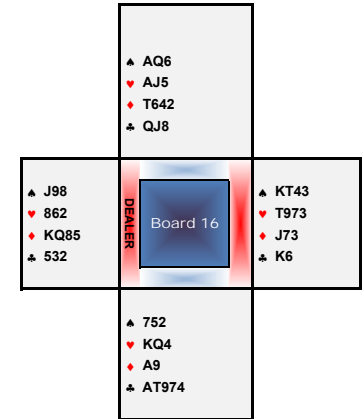 ♠ AQ6
♥ AJ5
♦ T642
♣ QJ8
♠ J98
♥ 862
♦ KQ85
♣ 532
DEALER
Board 16
♠ KT43
♥ T973
♦ J73
♣ K6
♠ 752
♥ KQ4
♦ A9
♣ AT974